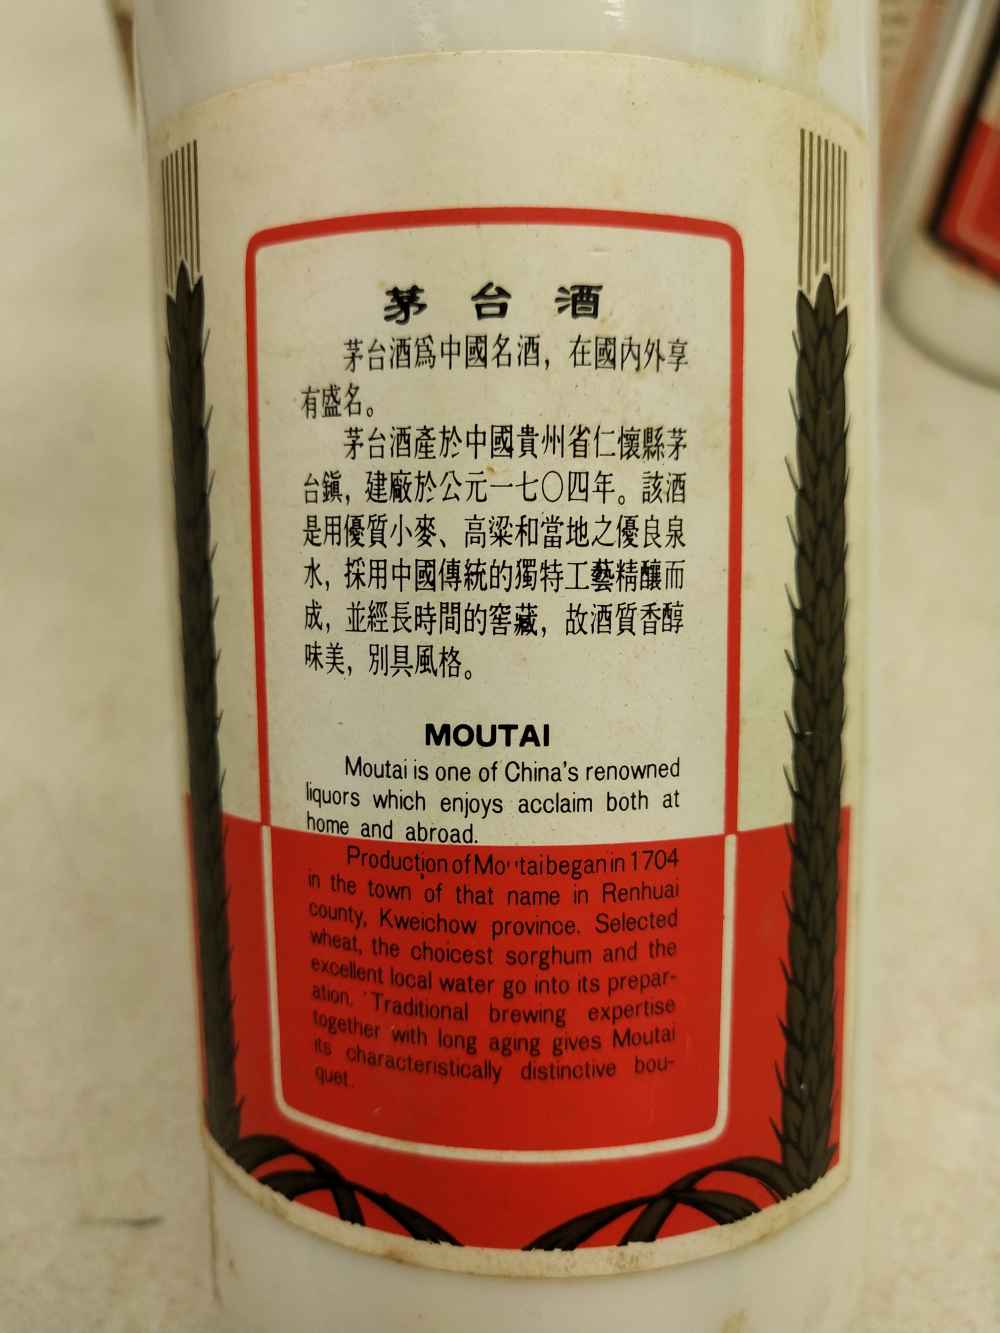 茅台酒
茅台酒爲中國名酒，在國內外享
有盛名。
茅台酒產於中國貴州省仁懷縣茅
台鎭，建廠於公元一七〇四年。該酒
是用優質小麥、高粱和當地之優良泉
水，採用中國傳統的獨特工藝精釀而
成，並經長時間的窖藏，故酒質香醇
味美，別具風格。
MOUTAI
Moutai is one of China's renowned
liquors which enjoys acclaim both at
home and abroad.
Production of Moutai began in 1704
in the town of that name in Renhuai
county, Kweichow province. Selected
wheat, the choicest sorghum and the
excellent local water go into its prepar-
ation. Traditional brewing expertise
together with long aging gives Moutai
its characteristically distinctive bou-
quet.